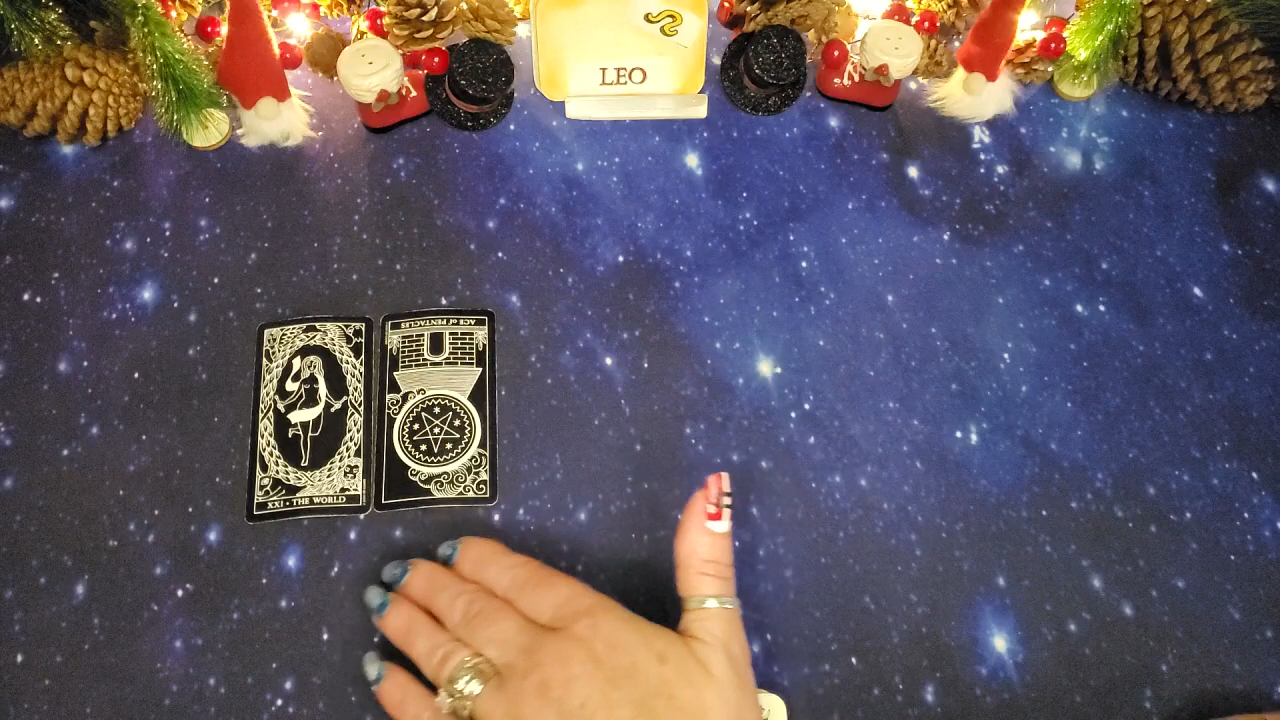 LEO
ACE of PENTACLES
XXI • THE WORLD